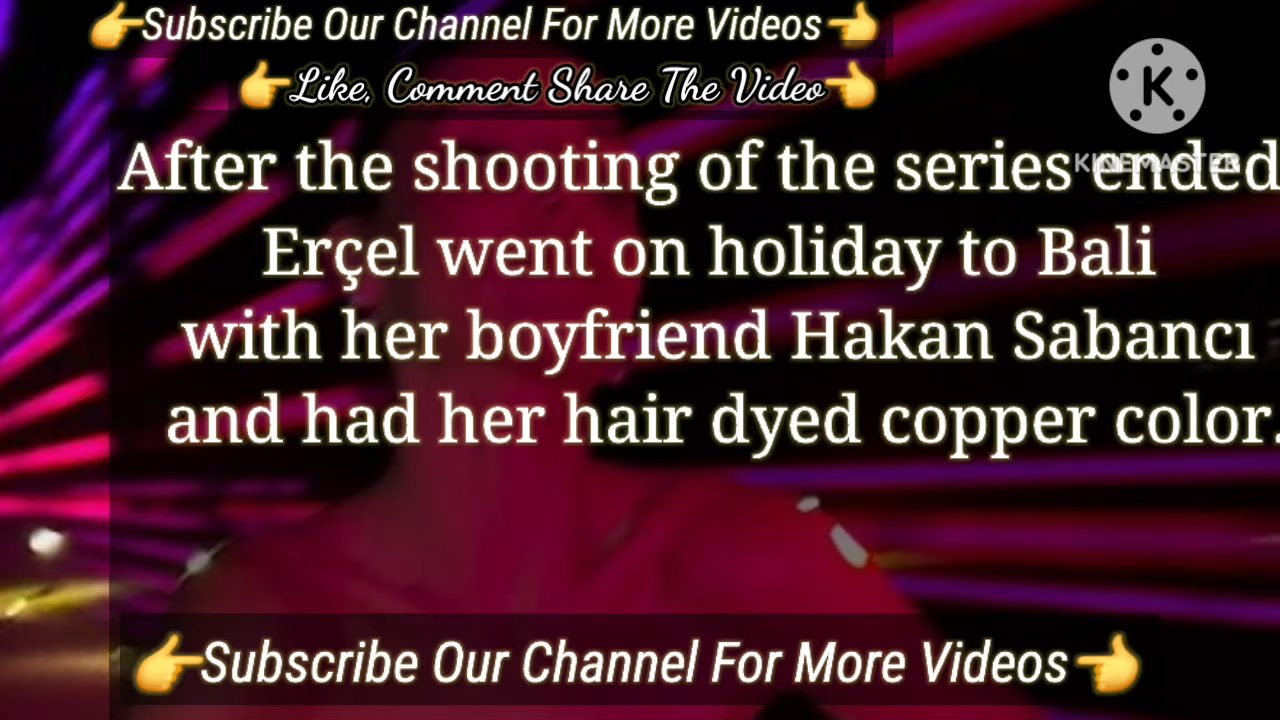 👉Subscribe Our Channel For More Videos👈
👉Like, Comment Share The Video👈
K
KINEMASTER
After the shooting of the series ended
Erçel went on holiday to Bali
with her boyfriend Hakan Sabancı
and had her hair dyed copper color.
👉Subscribe Our Channel For More Videos👈